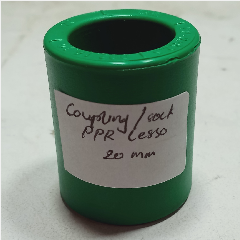 Coupling / sock
PPR Lesso
20 mm